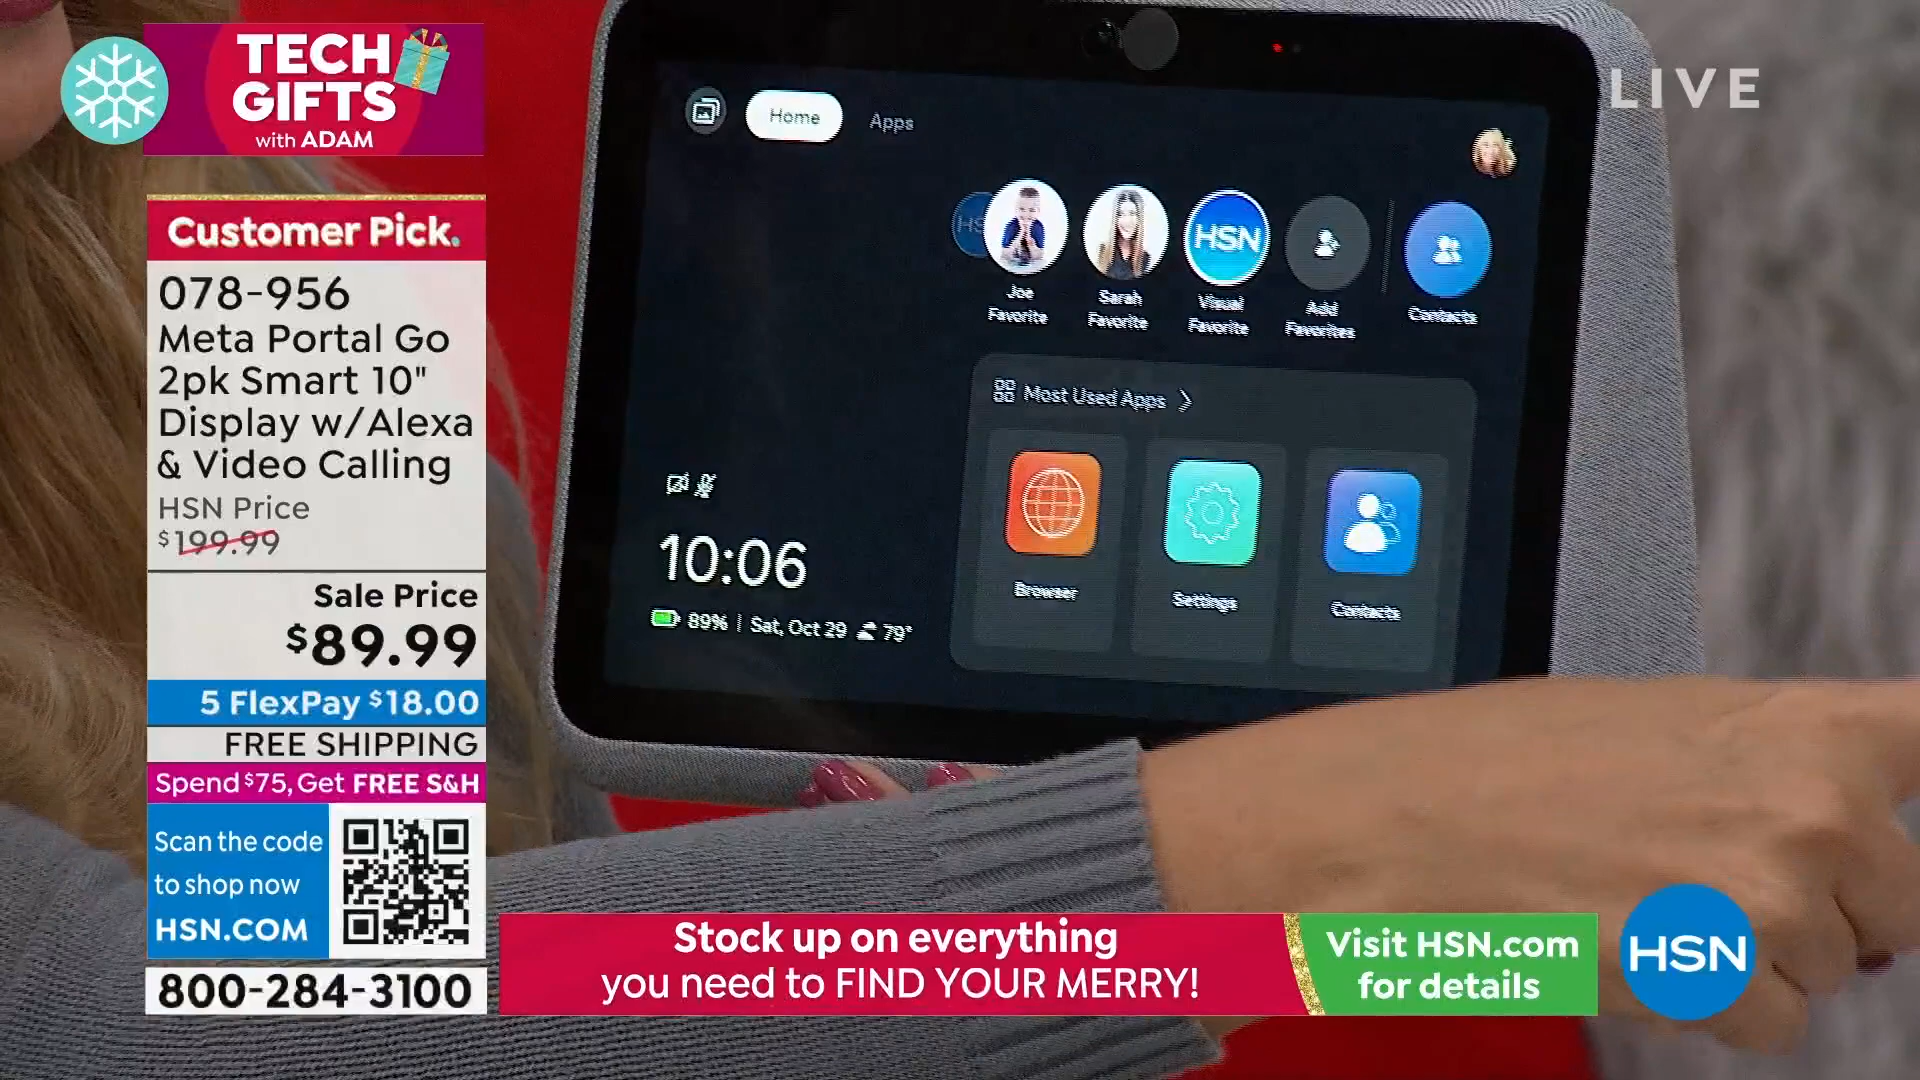 TECH
GIFTS
with ADAM
Customer Pick.
078-956
Meta Portal Go
2pk Smart 10"
Display w/Alexa
& Video Calling
HSN Price
$199.99
Sale Price
$89.99
5 FlexPay $18.00
FREE SHIPPING
Spend $75, Get FREE S&H
Scan the code
to shop now
HSN.COM
800-284-3100
LIVE
Home
Apps
HS
HSN
Joe
Favorite
Sarah
Favorite
Visual
Favorite
Add
Favorites
Contacts
Most Used Apps
Browser
Settings
Contacts
10:06
89% | Sat, Oct 29 79°
Stock up on everything
you need to FIND YOUR MERRY!
Visit HSN.com
for details
HSN